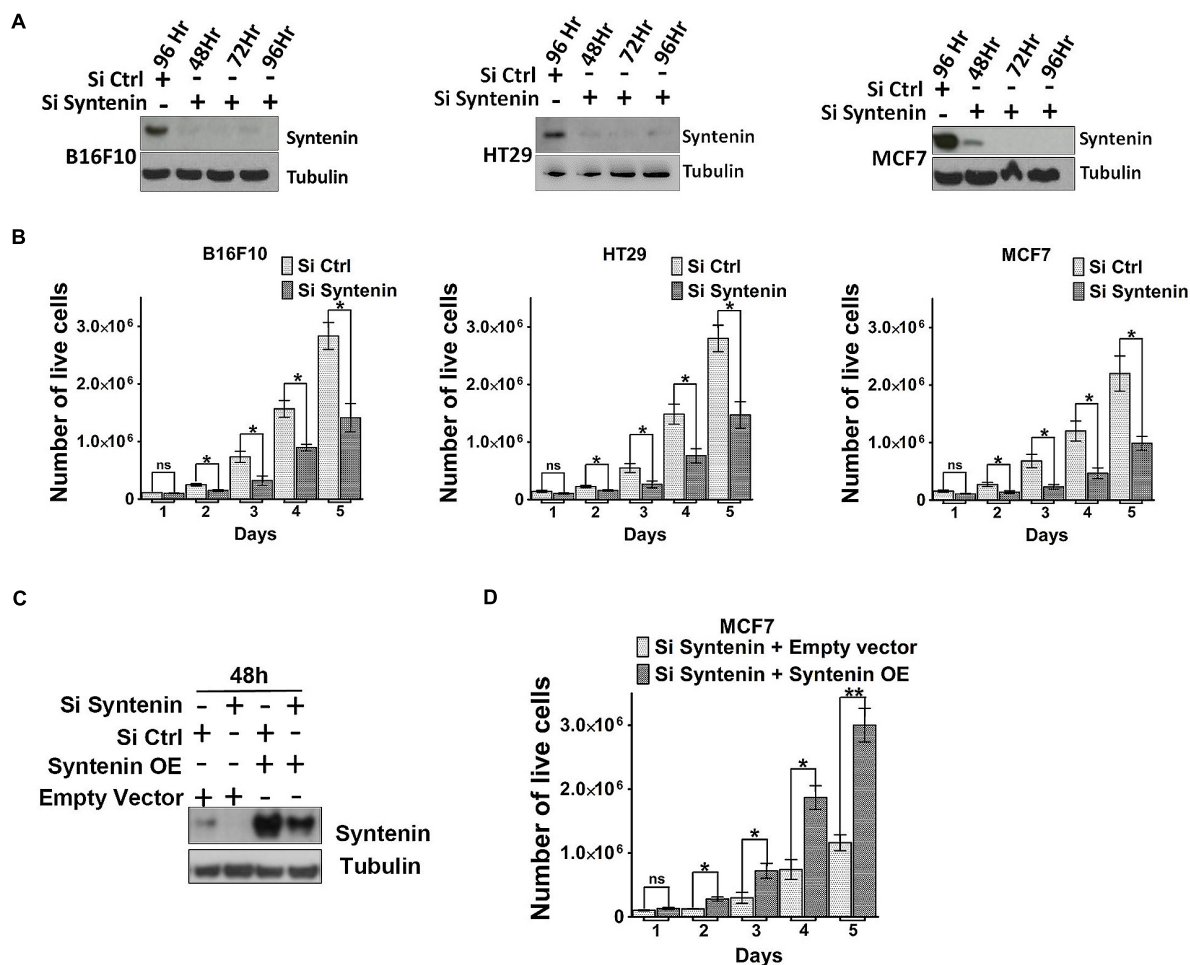 A
96 Hr 48Hr 72Hr 96Hr
Si Ctrl + - - -
Si Syntenin - + + +
B16F10
Syntenin
Tubulin
96 Hr 48Hr 72Hr 96Hr
Si Ctrl + - - -
Si Syntenin - + + +
HT29
Syntenin
Tubulin
96 Hr 48Hr 72Hr 96Hr
Si Ctrl + - - -
Si Syntenin - + + +
MCF7
Syntenin
Tubulin
B
B16F10
Si Ctrl
Si Syntenin
Number of live cells
3.0×10⁶
2.0×10⁶
1.0×10⁶
0
ns * * * *
1 2 3 4 5
Days
HT29
Si Ctrl
Si Syntenin
Number of live cells
3.0×10⁶
2.0×10⁶
1.0×10⁶
0
ns * * * *
1 2 3 4 5
Days
MCF7
Si Ctrl
Si Syntenin
Number of live cells
3.0×10⁶
2.0×10⁶
1.0×10⁶
0
ns * * * *
1 2 3 4 5
Days
C
48h
Si Syntenin - + - +
Si Ctrl + - + -
Syntenin OE - - + +
Empty Vector + + - -
Syntenin
Tubulin
D
MCF7
Si Syntenin + Empty vector
Si Syntenin + Syntenin OE
Number of live cells
3.0×10⁶
2.0×10⁶
1.0×10⁶
0
ns * * * **
1 2 3 4 5
Days